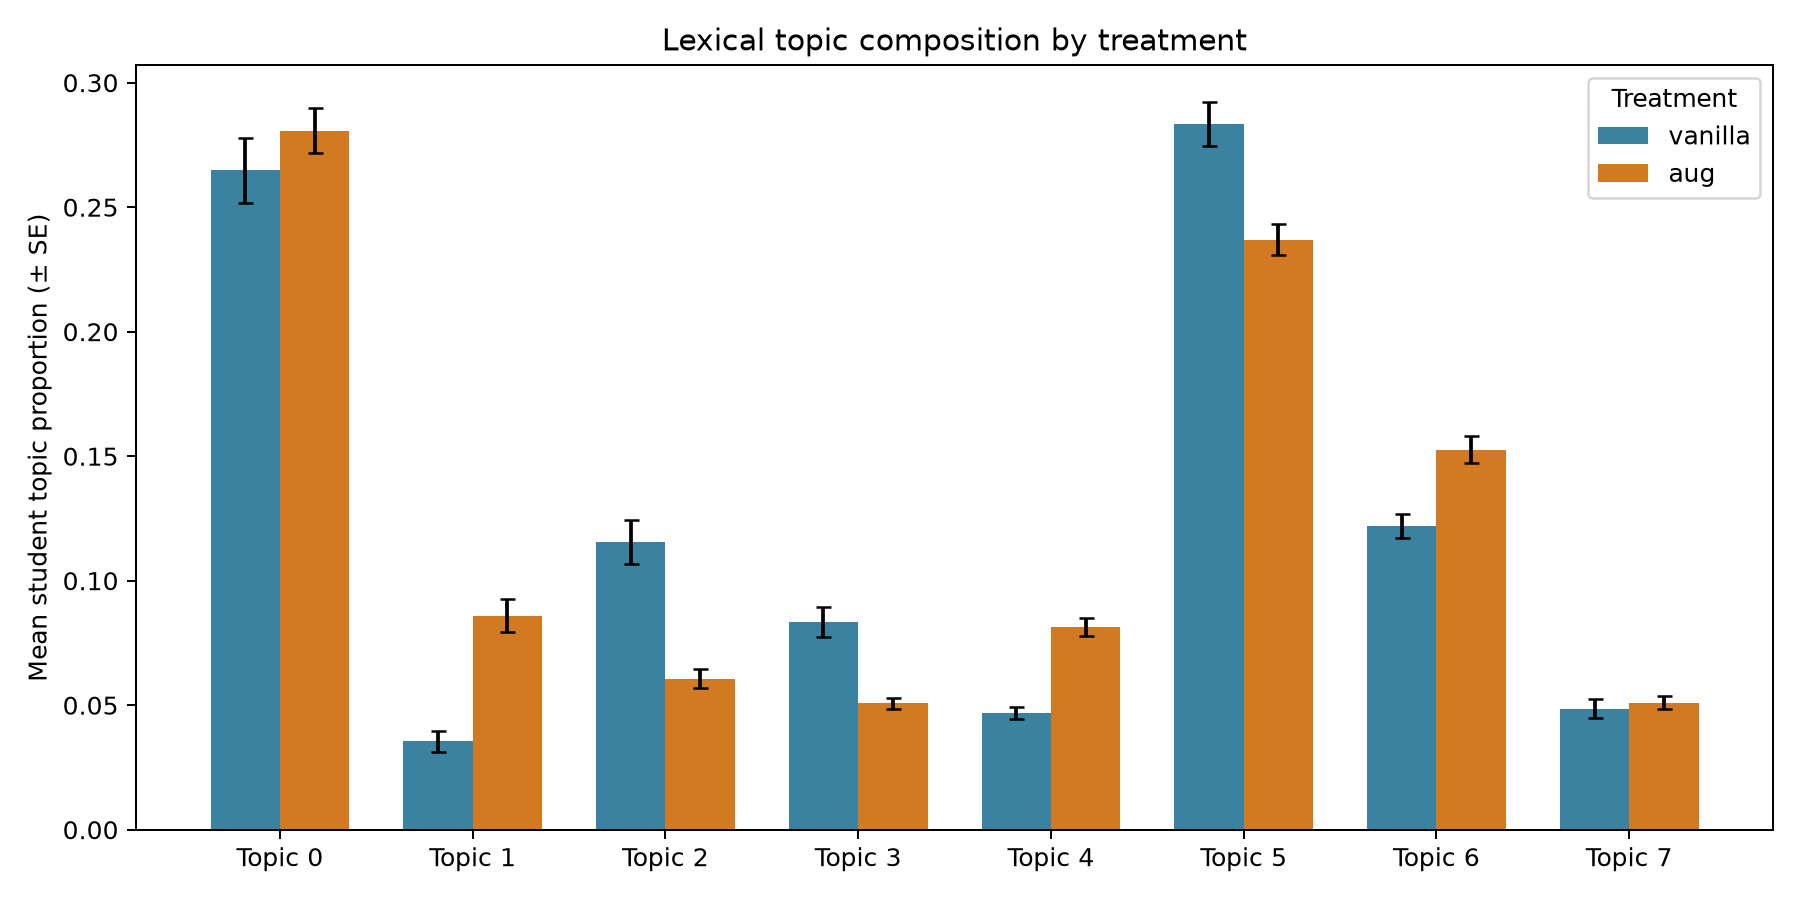 Lexical topic composition by treatment
Mean student topic proportion (± SE)
0.30
0.25
0.20
0.15
0.10
0.05
0.00
Topic 0
Topic 1
Topic 2
Topic 3
Topic 4
Topic 5
Topic 6
Topic 7
Treatment
vanilla
aug